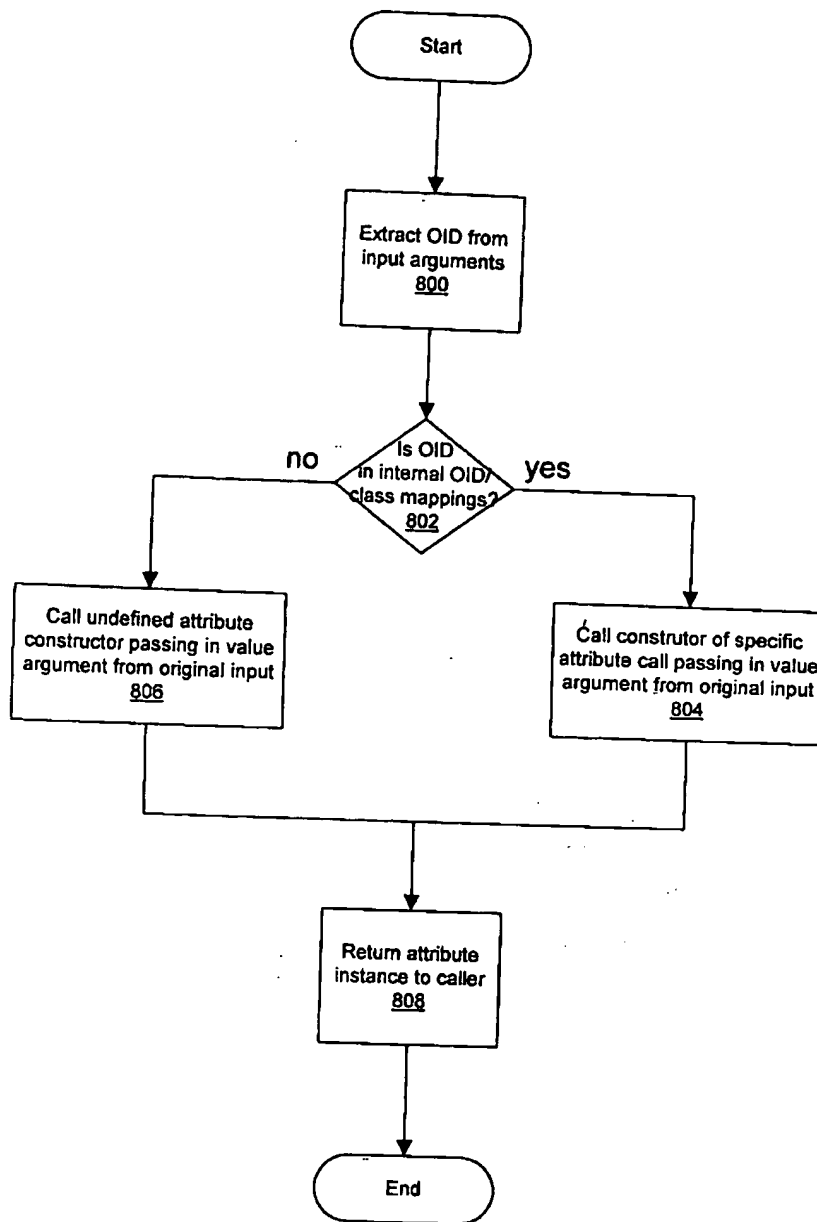 Start
Extract OID from
input arguments
800
Is OID
in internal OID/
class mappings?
802
no
yes
Call undefined attribute
constructor passing in value
argument from original input
806
Call construtor of specific
attribute call passing in value
argument from original input
804
Return attribute
instance to caller
808
End